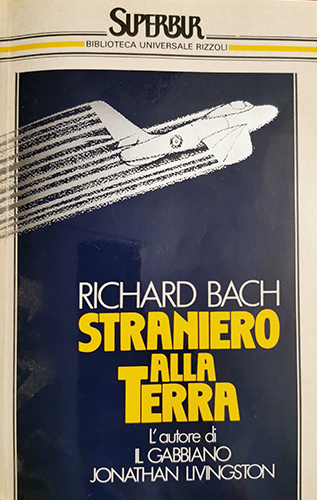 SUPERBUR
BIBLIOTECA UNIVERSALE RIZZOLI
RICHARD BACH
STRANIERO
ALLA
TERRA
L'autore di
IL GABBIANO
JONATHAN LIVINGSTON